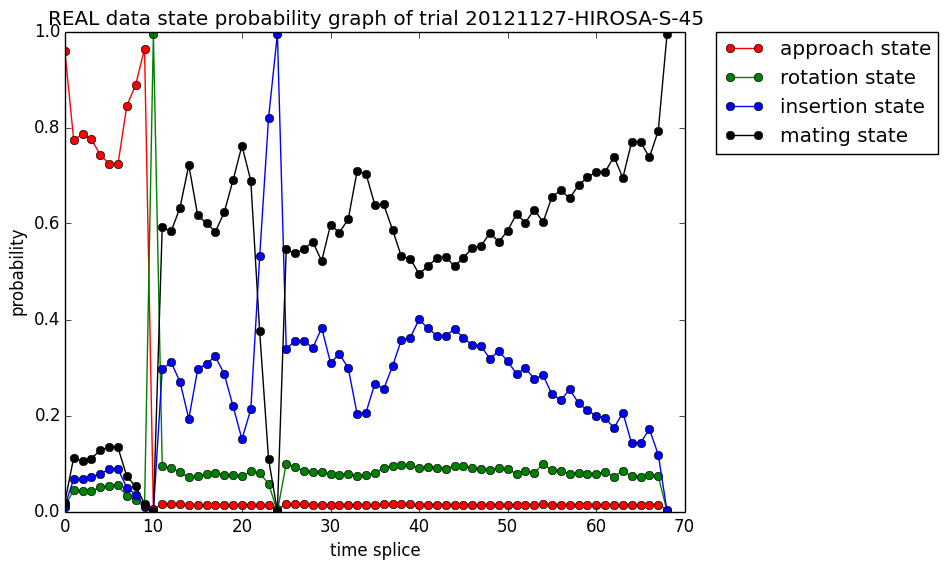 REAL data state probability graph of trial 20121127-HIROSA-S-45
1.0
0.8
0.6
0.4
0.2
0.0
probability
0 10 20 30 40 50 60 70
time splice
approach state
rotation state
insertion state
mating state